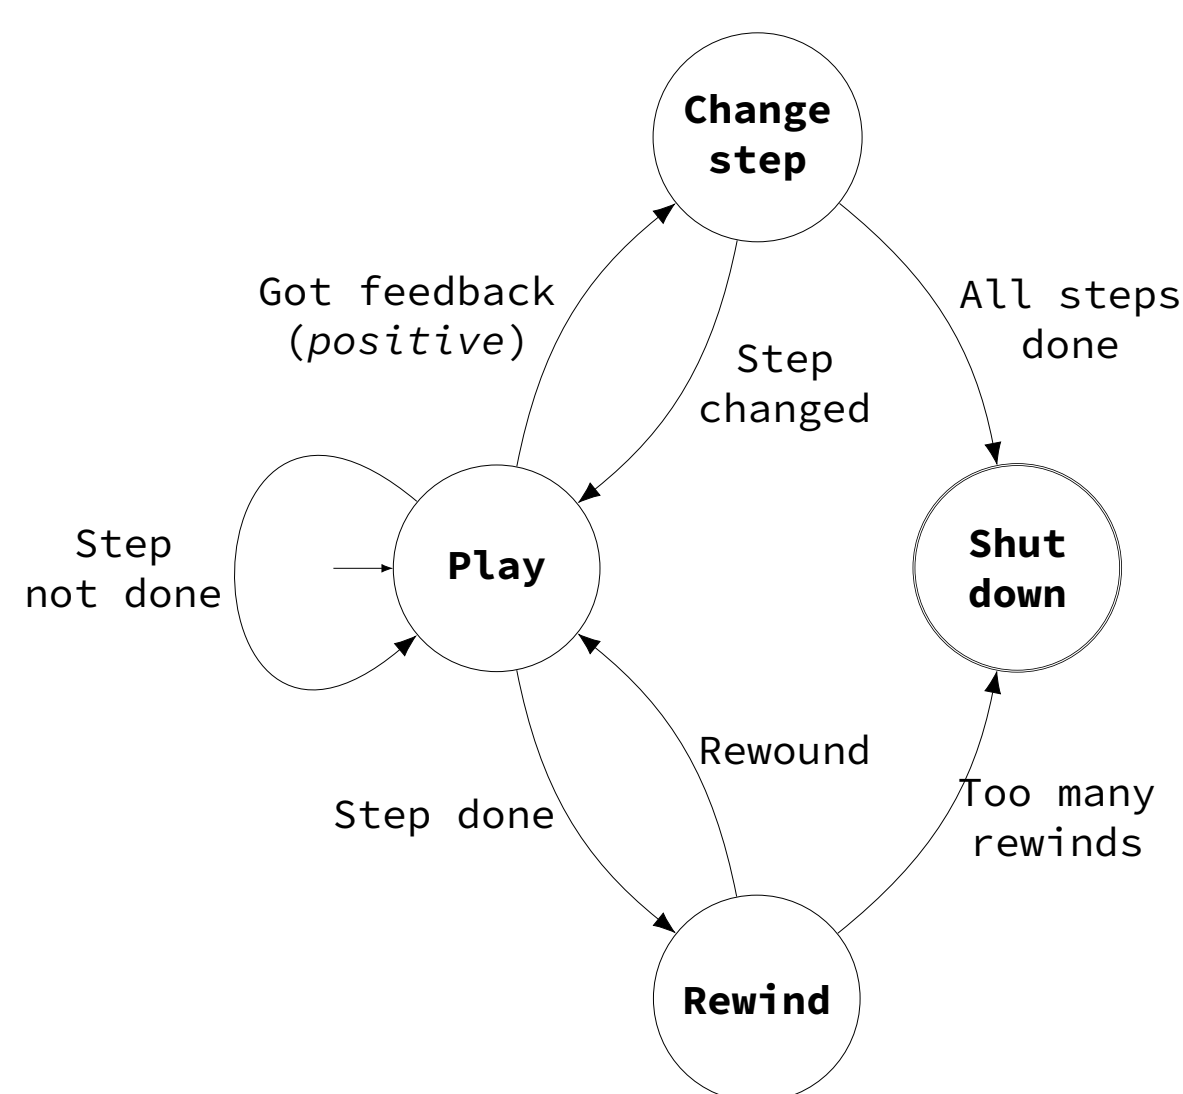 Change
step
Got feedback
(positive)
All steps
done
Step
changed
Step
not done
Play
Shut
down
Rewound
Step done
Too many
rewinds
Rewind